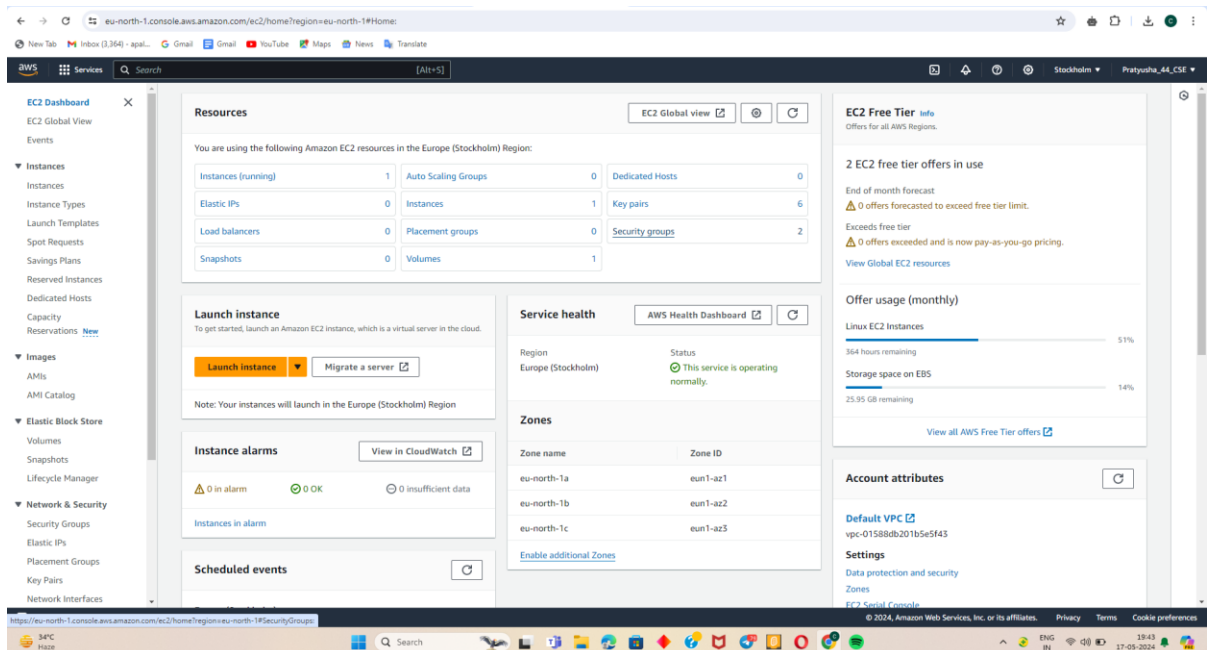 eu-north-1.console.aws.amazon.com/ec2/home?region=eu-north-1#Home:
New Tab Inbox (3,364) - apal... Gmail Gmail YouTube Maps News Translate
aws Services Search [Alt+S] Stockholm Pratyusha_44_CSE
EC2 Dashboard
EC2 Global View
Events
Instances
Instances
Instance Types
Launch Templates
Spot Requests
Savings Plans
Reserved Instances
Dedicated Hosts
Capacity
Reservations New
Images
AMIs
AMI Catalog
Elastic Block Store
Volumes
Snapshots
Lifecycle Manager
Network & Security
Security Groups
Elastic IPs
Placement Groups
Key Pairs
Network Interfaces
Resources
EC2 Global view
You are using the following Amazon EC2 resources in the Europe (Stockholm) Region:
Instances (running) 1 Auto Scaling Groups 0 Dedicated Hosts 0
Elastic IPs 0 Instances 1 Key pairs 6
Load balancers 0 Placement groups 0 Security groups 2
Snapshots 0 Volumes 1
Launch instance
To get started, launch an Amazon EC2 instance, which is a virtual server in the cloud.
Launch instance Migrate a server
Note: Your instances will launch in the Europe (Stockholm) Region
Instance alarms View in CloudWatch
0 in alarm 0 OK 0 insufficient data
Instances in alarm
Scheduled events
Service health AWS Health Dashboard
Region Status
Europe (Stockholm) This service is operating
normally.
Zones
Zone name Zone ID
eu-north-1a eun1-az1
eu-north-1b eun1-az2
eu-north-1c eun1-az3
Enable additional Zones
EC2 Free Tier Info
Offers for all AWS Regions.
2 EC2 free tier offers in use
End of month forecast
0 offers forecasted to exceed free tier limit.
Exceeds free tier
0 offers exceeded and is now pay-as-you-go pricing.
View Global EC2 resources
Offer usage (monthly)
Linux EC2 Instances
51%
364 hours remaining
Storage space on EBS
14%
25.95 GB remaining
View all AWS Free Tier offers
Account attributes
Default VPC
vpc-01588db201b5e5f43
Settings
Data protection and security
Zones
EC2 Serial Console
https://eu-north-1.console.aws.amazon.com/ec2/home?region=eu-north-1#SecurityGroups:
© 2024, Amazon Web Services, Inc. or its affiliates. Privacy Terms Cookie preferences
34°C
Haze
Search
ENG
IN
19:43
17-05-2024